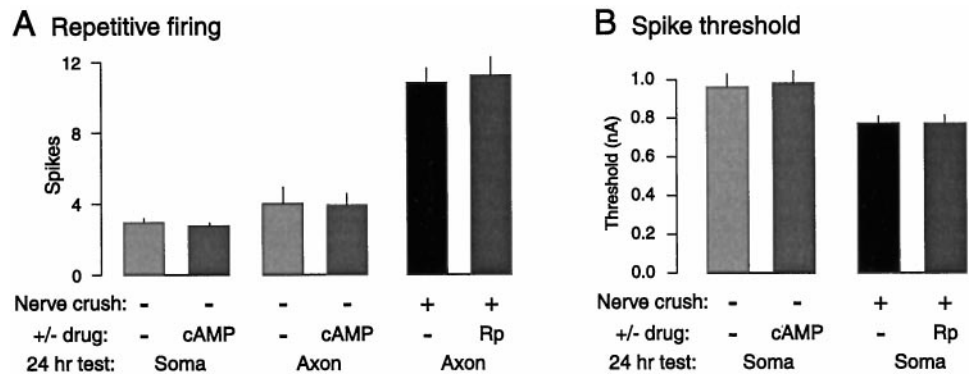 A Repetitive firing
12
8
4
0
Spikes
Nerve crush: - - - - + +
+/- drug: - cAMP - cAMP - Rp
24 hr test: Soma Axon Axon
B Spike threshold
1.0
0.8
0.6
0.4
0.2
0.0
Threshold (nA)
Nerve crush: - - + +
+/- drug: - cAMP - Rp
24 hr test: Soma Soma